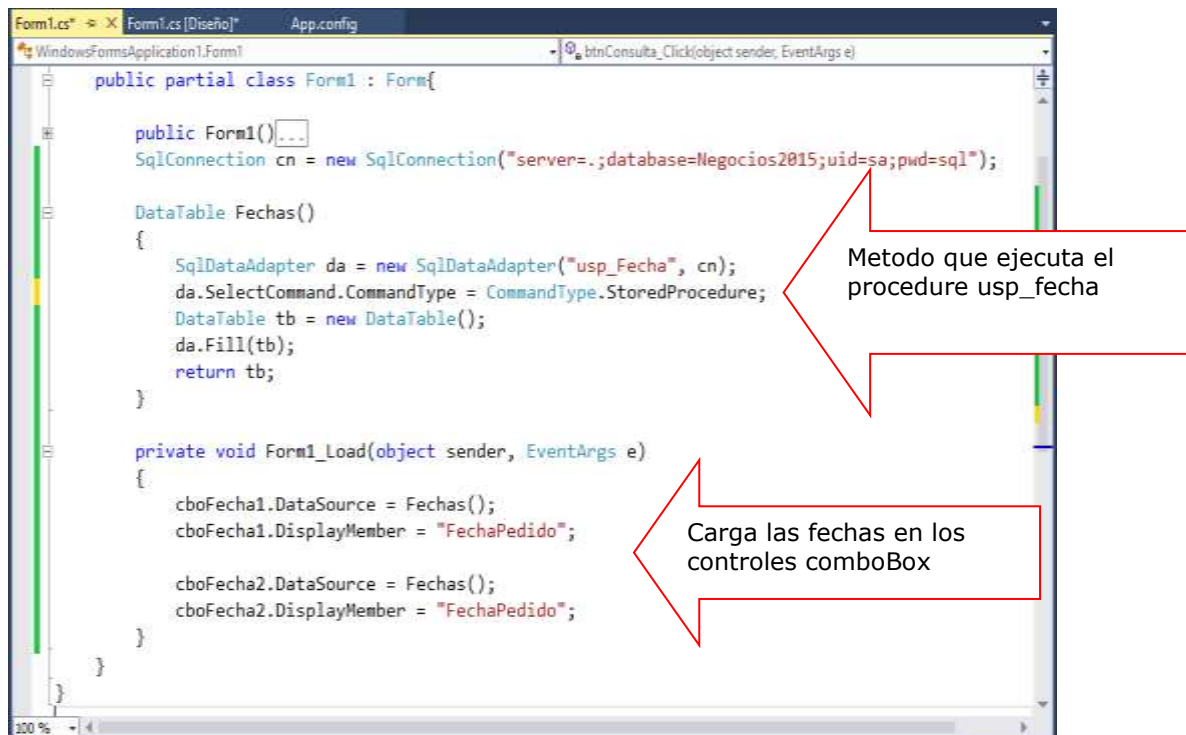 Form1.cs* Form1.cs [Diseño]* App.config
WindowsFormsApplication1.Form1 btnConsulta_Click(object sender, EventArgs e)
public partial class Form1 : Form{
public Form1()...
SqlConnection cn = new SqlConnection("server=.;database=Negocios2015;uid=sa;pwd=sql");
DataTable Fechas()
{
SqlDataAdapter da = new SqlDataAdapter("usp_Fecha", cn);
da.SelectCommand.CommandType = CommandType.StoredProcedure;
DataTable tb = new DataTable();
da.Fill(tb);
return tb;
}
Metodo que ejecuta el
procedure usp_fecha
private void Form1_Load(object sender, EventArgs e)
{
cboFecha1.DataSource = Fechas();
cboFecha1.DisplayMember = "FechaPedido";
cboFecha2.DataSource = Fechas();
cboFecha2.DisplayMember = "FechaPedido";
}
Carga las fechas en los
controles comboBox
}
}
100 %